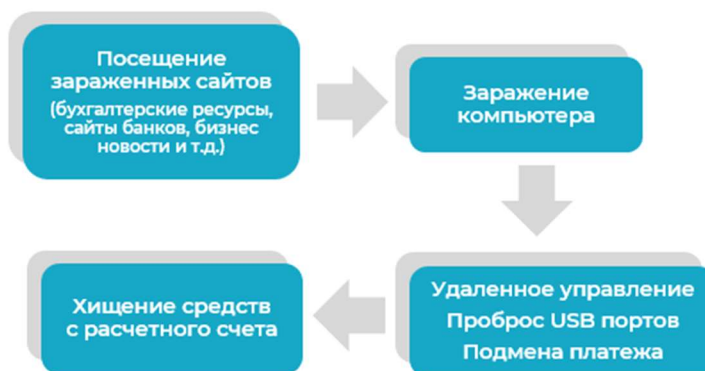 Посещение
зараженных сайтов
(бухгалтерские ресурсы,
сайты банков, бизнес
новости и т.д.)
Заражение
компьютера
Удаленное управление
Проброс USB портов
Подмена платежа
Хищение средств
с расчетного счета